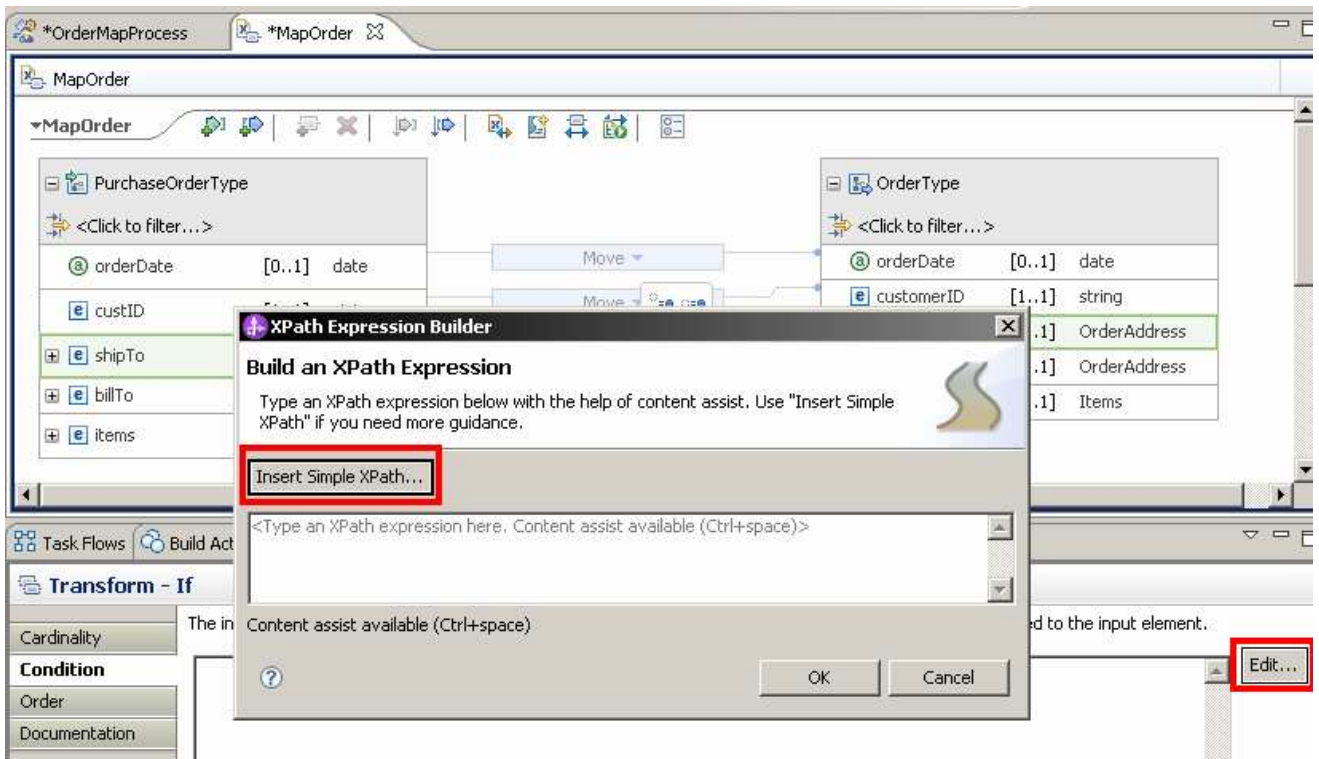 *OrderMapProcess
*MapOrder
MapOrder
MapOrder
PurchaseOrderType
<Click to filter...>
orderDate [0..1] date
custID
shipTo
billTo
items
Move
Move
OrderType
<Click to filter...>
orderDate [0..1] date
customerID [1..1] string
.1] OrderAddress
.1] OrderAddress
.1] Items
XPath Expression Builder
Build an XPath Expression
Type an XPath expression below with the help of content assist. Use "Insert Simple
XPath" if you need more guidance.
Insert Simple XPath...
<Type an XPath expression here. Content assist available (Ctrl+space)>
Content assist available (Ctrl+space)
OK
Cancel
Task Flows
Build Act
Transform - If
The in
ed to the input element.
Cardinality
Condition
Order
Documentation
Edit...